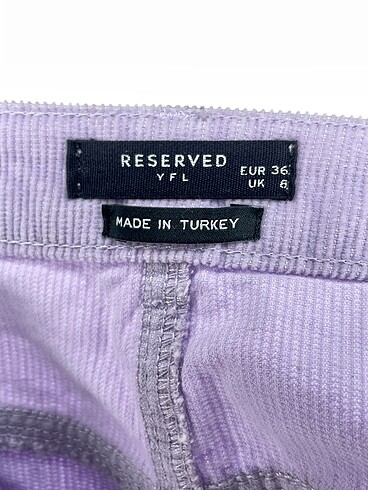 RESERVED
YFL
EUR 36
UK 8
MADE IN TURKEY